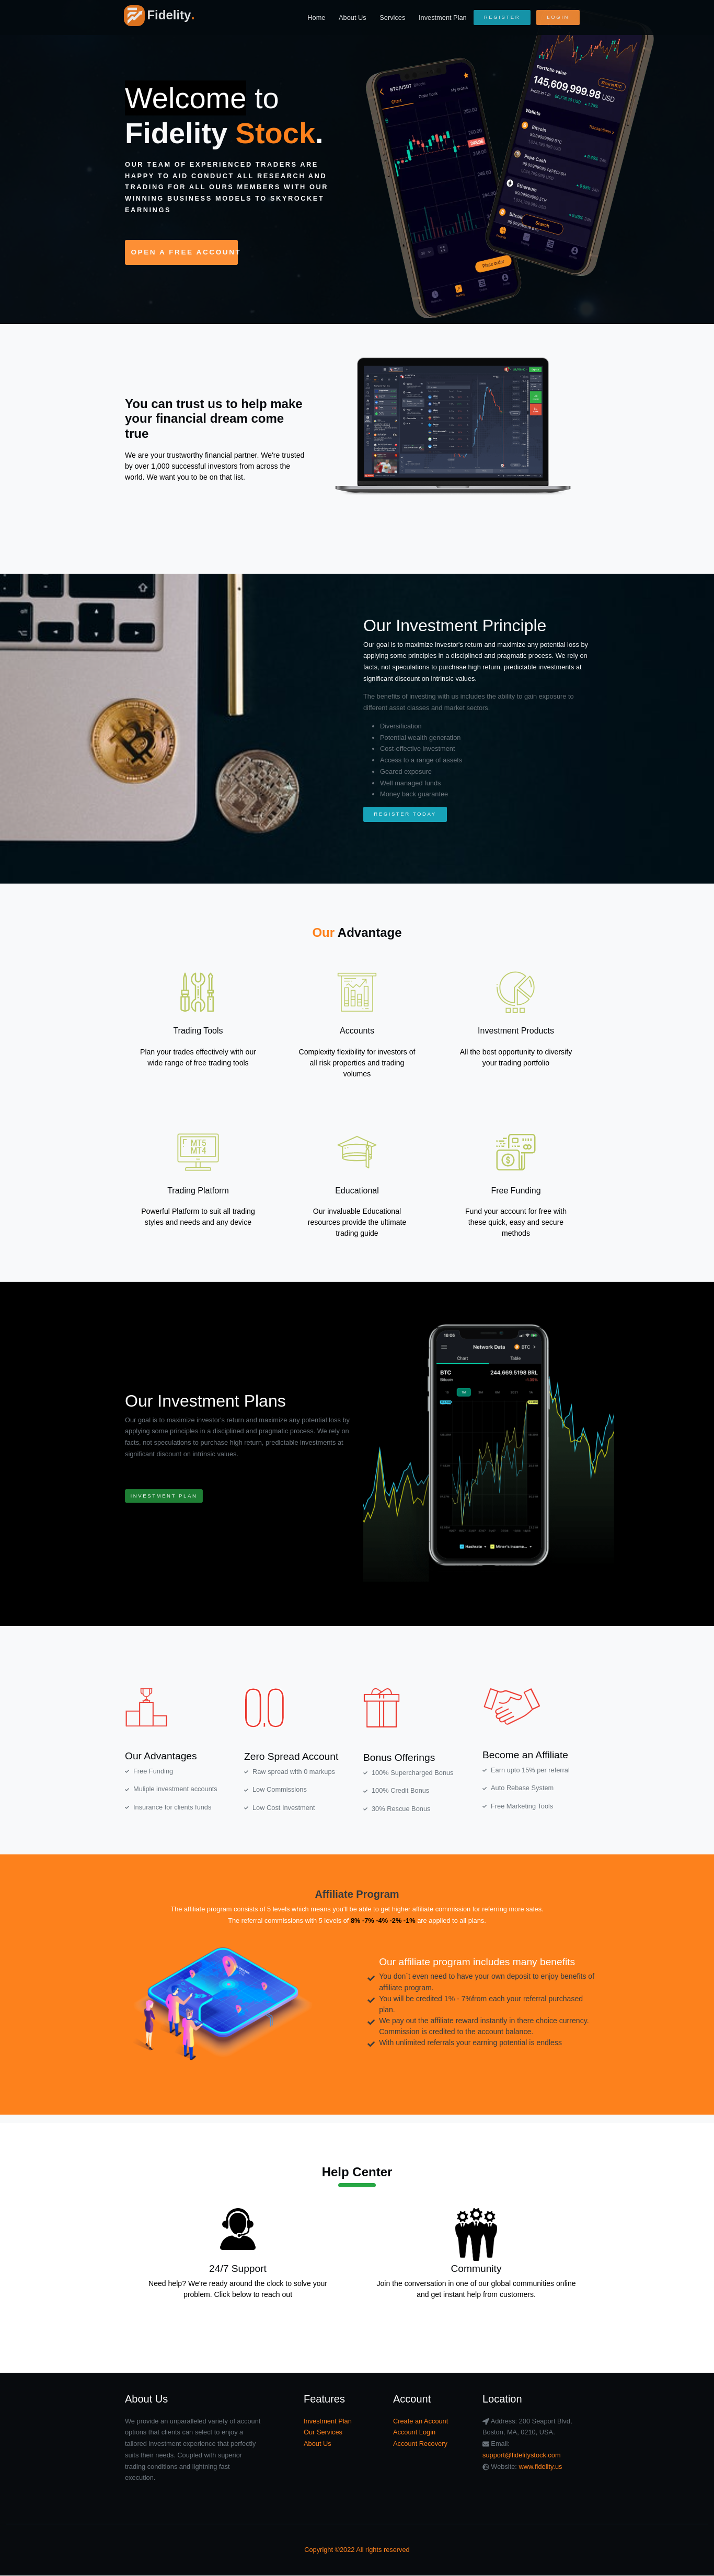 Fidelity.
Home
About Us
Services
Investment Plan
REGISTER
LOGIN
Welcome to
Fidelity Stock.
OUR TEAM OF EXPERIENCED TRADERS ARE
HAPPY TO AID CONDUCT ALL RESEARCH AND
TRADING FOR ALL OURS MEMBERS WITH OUR
WINNING BUSINESS MODELS TO SKYROCKET
EARNINGS
OPEN A FREE ACCOUNT
BTC/USDT
Chart
Order book
My orders
Place order
Portfolio value
145,609,999.98 USD
Wallets
Transactions
Bitcoin
Pepe Cash
Ethereum
Search
You can trust us to help make
your financial dream come
true
We are your trustworthy financial partner. We're trusted
by over 1,000 successful investors from across the
world. We want you to be on that list.
Our Investment Principle
Our goal is to maximize investor's return and maximize any potential loss by
applying some principles in a disciplined and pragmatic process. We rely on
facts, not speculations to purchase high return, predictable investments at
significant discount on intrinsic values.
The benefits of investing with us includes the ability to gain exposure to
different asset classes and market sectors.
Diversification
Potential wealth generation
Cost-effective investment
Access to a range of assets
Geared exposure
Well managed funds
Money back guarantee
REGISTER TODAY
Our Advantage
Trading Tools
Plan your trades effectively with our
wide range of free trading tools
Accounts
Complexity flexibility for investors of
all risk properties and trading
volumes
Investment Products
All the best opportunity to diversify
your trading portfolio
MT5
MT4
Trading Platform
Powerful Platform to suit all trading
styles and needs and any device
Educational
Our invaluable Educational
resources provide the ultimate
trading guide
Free Funding
Fund your account for free with
these quick, easy and secure
methods
Our Investment Plans
Our goal is to maximize investor's return and maximize any potential loss by
applying some principles in a disciplined and pragmatic process. We rely on
facts, not speculations to purchase high return, predictable investments at
significant discount on intrinsic values.
INVESTMENT PLAN
Network Data
BTC
Chart
Table
BTC
244,669.5198 BRL
Bitcoin
Hashrate
Miner's income...
Our Advantages
Free Funding
Muliple investment accounts
Insurance for clients funds
0.0
Zero Spread Account
Raw spread with 0 markups
Low Commissions
Low Cost Investment
Bonus Offerings
100% Supercharged Bonus
100% Credit Bonus
30% Rescue Bonus
Become an Affiliate
Earn upto 15% per referral
Auto Rebase System
Free Marketing Tools
Affiliate Program
The affiliate program consists of 5 levels which means you'll be able to get higher affiliate commission for referring more sales.
The referral commissions with 5 levels of 8% -7% -4% -2% -1% are applied to all plans.
Our affiliate program includes many benefits
You don`t even need to have your own deposit to enjoy benefits of
affiliate program.
You will be credited 1% - 7%from each your referral purchased
plan.
We pay out the affiliate reward instantly in there choice currency.
Commission is credited to the account balance.
With unlimited referrals your earning potential is endless
Help Center
24/7 Support
Need help? We're ready around the clock to solve your
problem. Click below to reach out
Community
Join the conversation in one of our global communities online
and get instant help from customers.
About Us
We provide an unparalleled variety of account
options that clients can select to enjoy a
tailored investment experience that perfectly
suits their needs. Coupled with superior
trading conditions and lightning fast
execution.
Features
Investment Plan
Our Services
About Us
Account
Create an Account
Account Login
Account Recovery
Location
Address: 200 Seaport Blvd,
Boston, MA, 0210, USA.
Email:
support@fidelitystock.com
Website: www.fidelity.us
Copyright ©2022 All rights reserved